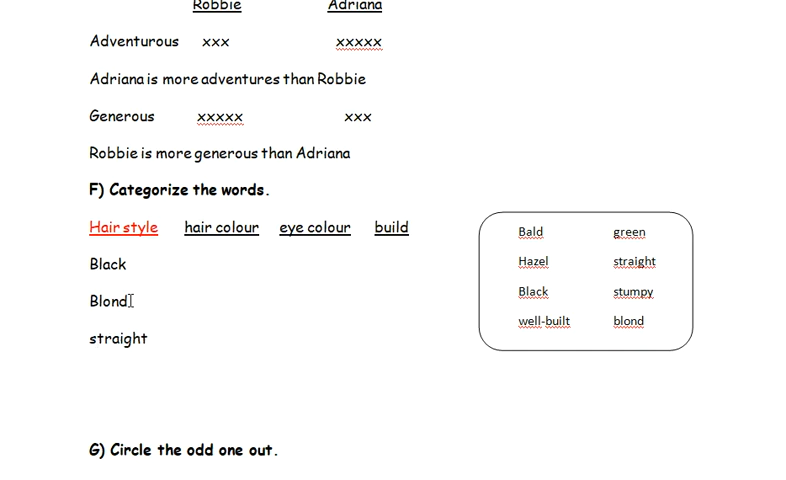 Robbie Adriana
Adventurous xxx xxxxx
Adriana is more adventures than Robbie
Generous xxxxx xxx
Robbie is more generous than Adriana
F) Categorize the words.
Hair style hair colour eye colour build
Black
Blond
straight
Bald green
Hazel straight
Black stumpy
well-built blond
G) Circle the odd one out.